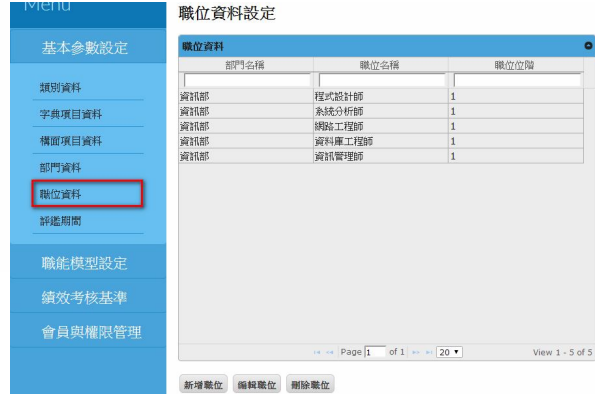 Menu
基本參數設定
類別資料
字典項目資料
構面項目資料
部門資料
職位資料
評鑑期間
職能模型設定
績效考核基準
會員與權限管理
職位資料設定
職位資料
部門名稱 職位名稱 職位位階
資訊部 程式設計師 1
資訊部 系統分析師 1
資訊部 網路工程師 1
資訊部 資料庫工程師 1
資訊部 資訊管理師 1
Page 1 of 1 20 View 1 - 5 of 5
新增職位 編輯職位 刪除職位